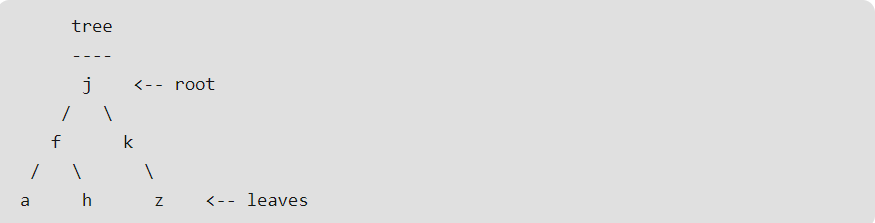 tree
----
j    <-- root
/   \
f      k
/   \      \
a     h      z    <-- leaves